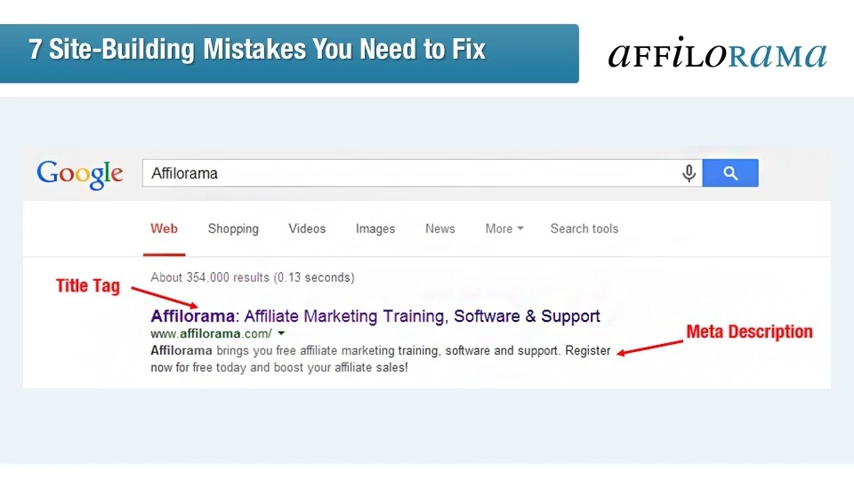 7 Site-Building Mistakes You Need to Fix
AFFiLORAMA
Google
Affilorama
Web Shopping Videos Images News More Search tools
About 354,000 results (0.13 seconds)
Title Tag
Affilorama: Affiliate Marketing Training, Software & Support
www.affilorama.com/
Meta Description
Affilorama brings you free affiliate marketing training, software and support. Register
now for free today and boost your affiliate sales!